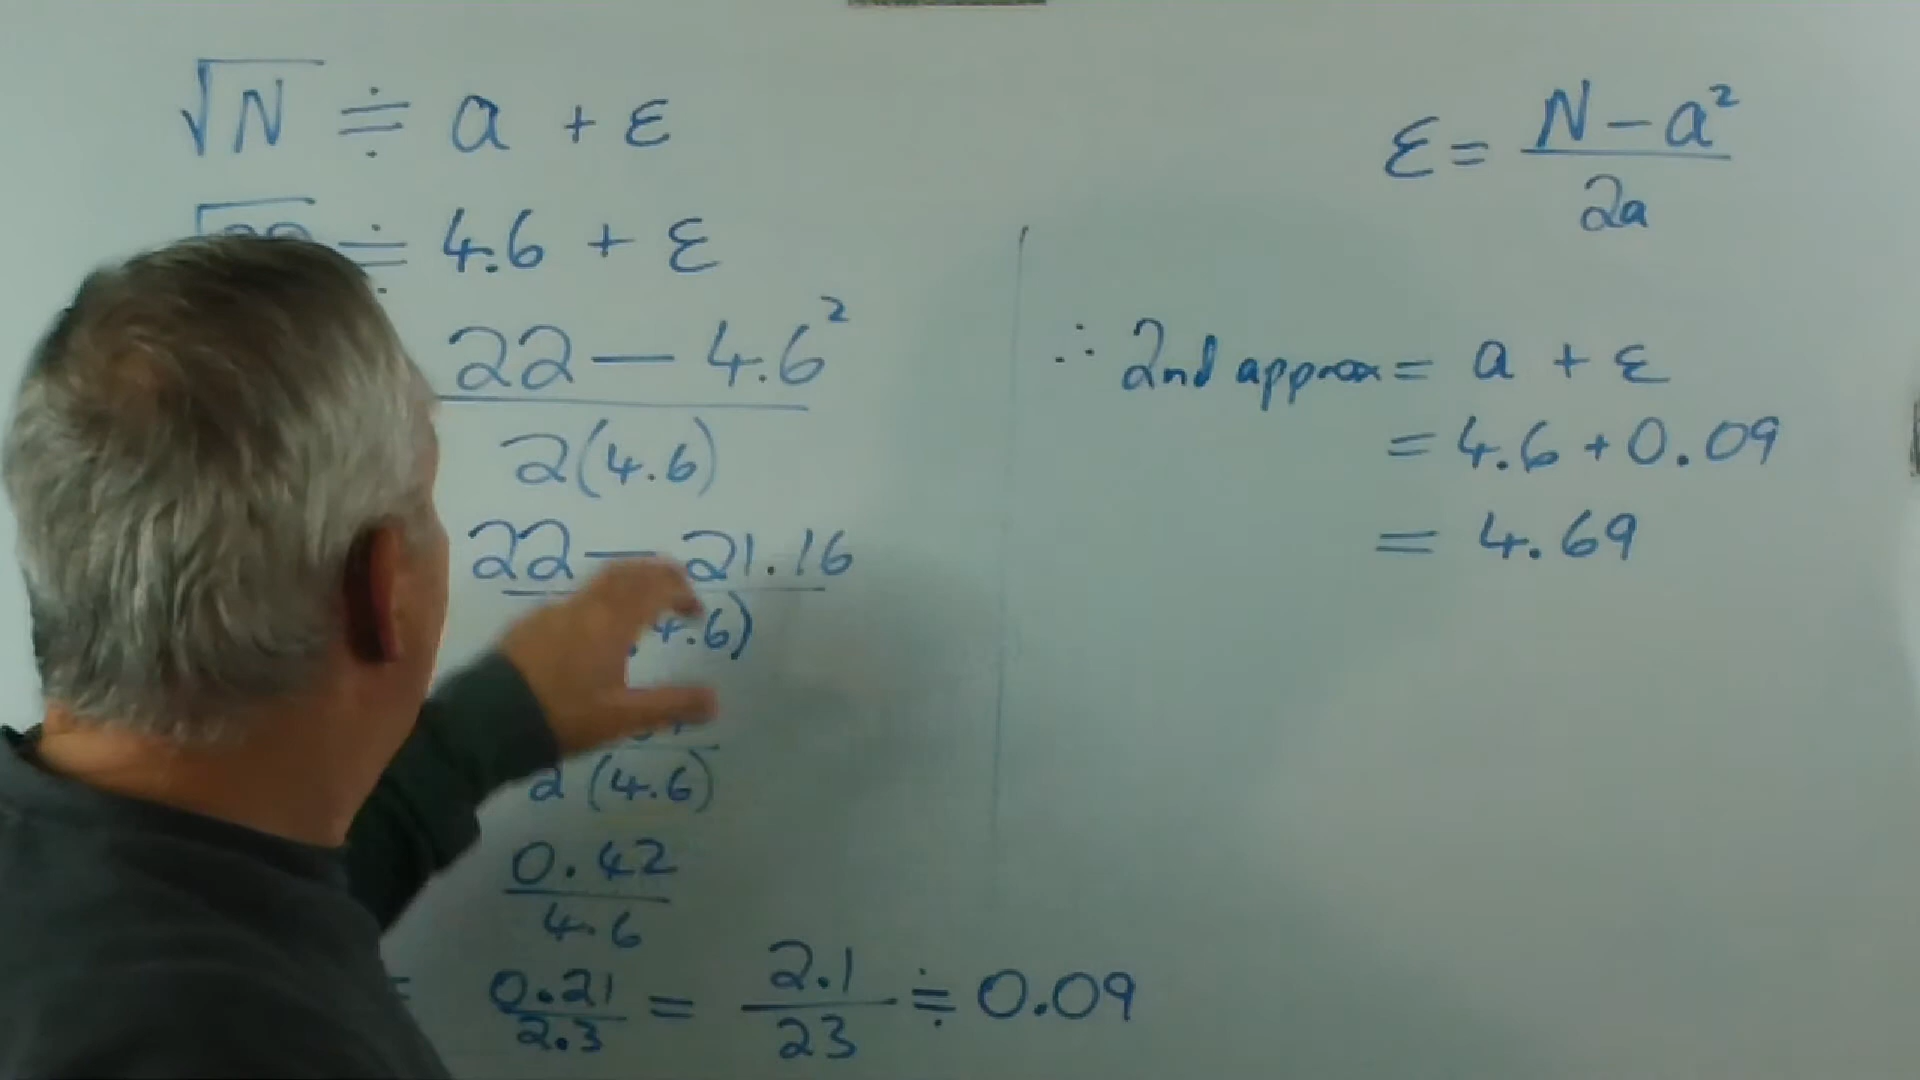 √N ≑ a + ε
≑ 4.6 + ε
22 − 4.6²
2(4.6)
22 − 21.16
4.6)
2(4.6)
0.42
4.6
= 0.21/2.3 = 2.1/23 ≑ 0.09
ε = (N − a²)/2a
∴ 2nd approx = a + ε
= 4.6 + 0.09
= 4.69